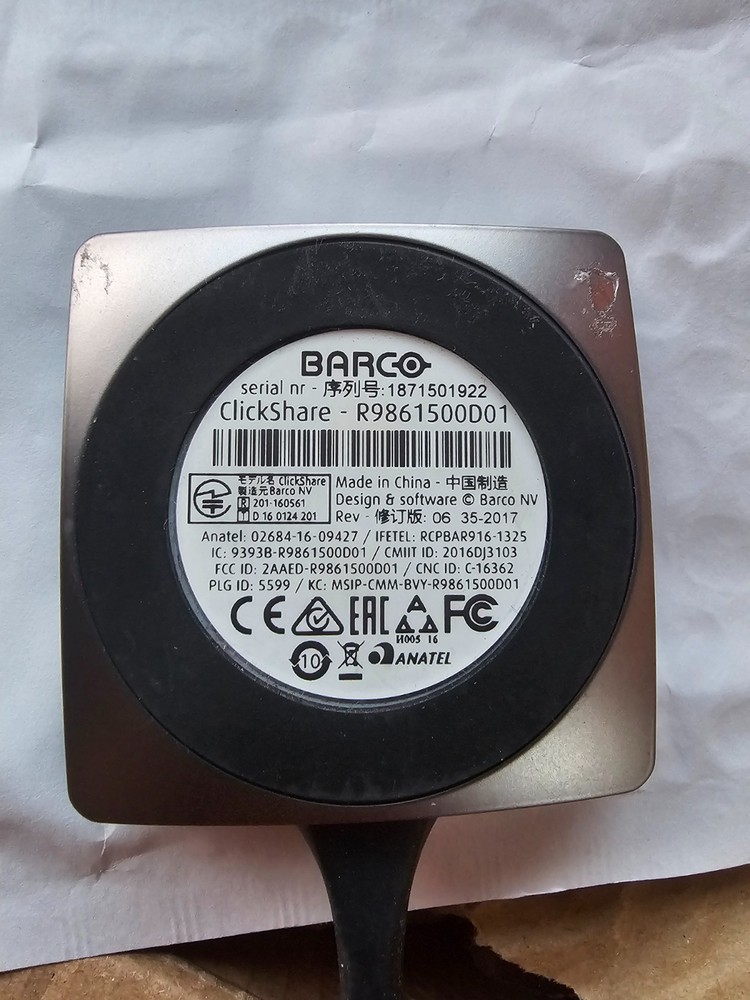 BARCO
serial nr - 序列号:1871501922
ClickShare - R9861500D01
モデル名 ClickShare
製造元 Barco NV
R 201-160561
T D 16 0124 201
Made in China - 中国制造
Design & software © Barco NV
Rev - 修订版: 06 35-2017
Anatel: 02684-16-09427 / IFETEL: RCPBAR916-1325
IC: 9393B-R9861500D01 / CMIIT ID: 2016DJ3103
FCC ID: 2AAED-R9861500D01 / CNC ID: C-16362
PLG ID: 5599 / KC: MSIP-CMM-BVY-R9861500D01
CE EAC FC
И005 16
10 ANATEL